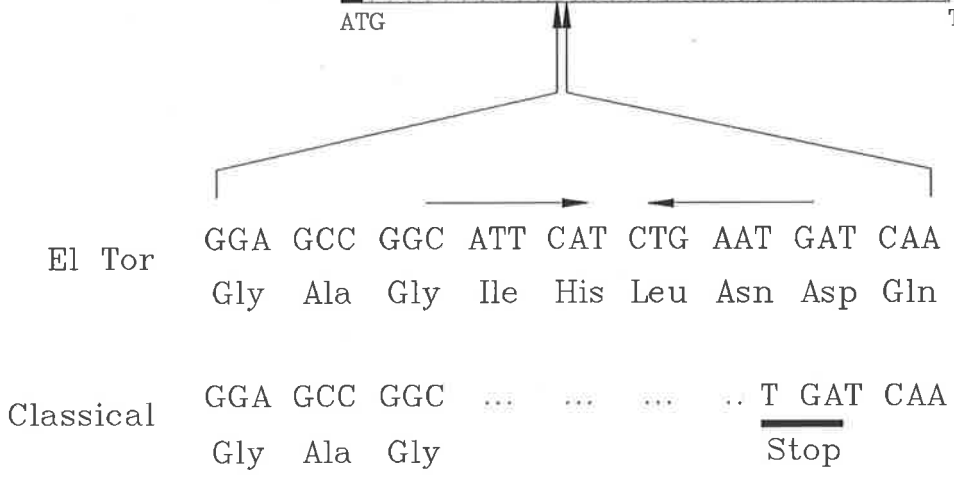 ATG T
GGA GCC GGC ATT CAT CTG AAT GAT CAA
El Tor
Gly Ala Gly Ile His Leu Asn Asp Gln
GGA GCC GGC ... ... ... .. T GAT CAA
Classical
Gly Ala Gly Stop